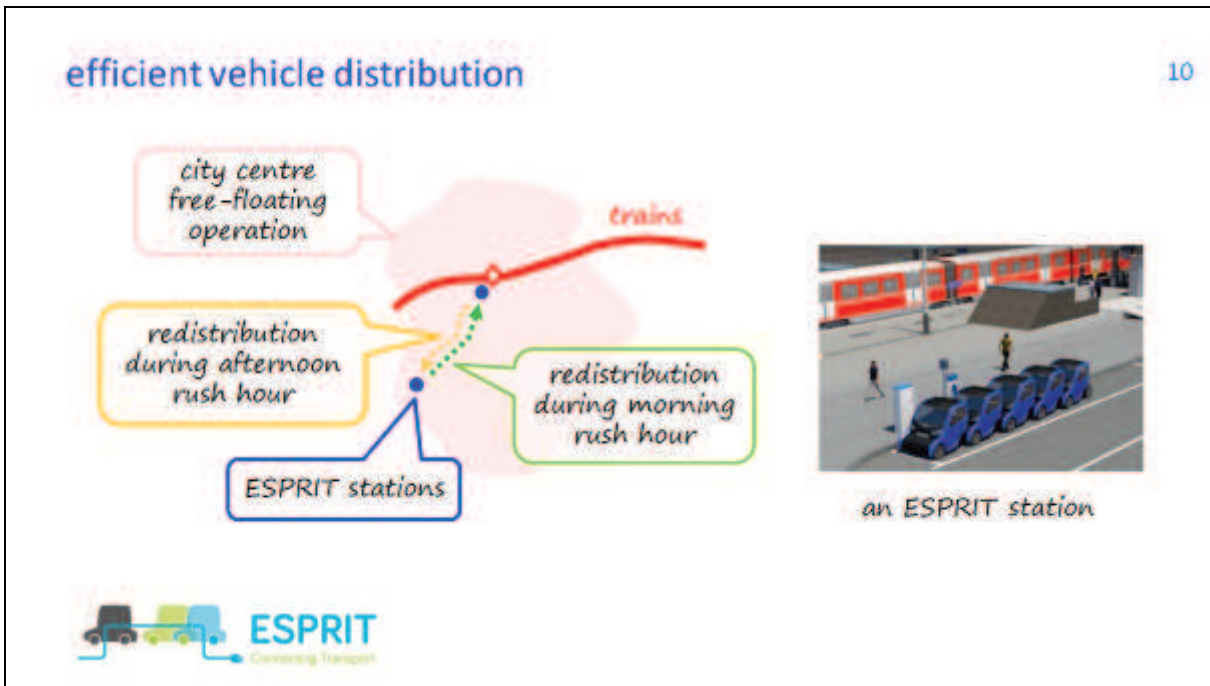 efficient vehicle distribution
10
city centre
free-floating
operation
trains
redistribution
during afternoon
rush hour
redistribution
during morning
rush hour
ESPRIT stations
an ESPRIT station
ESPRIT
Connecting Transport